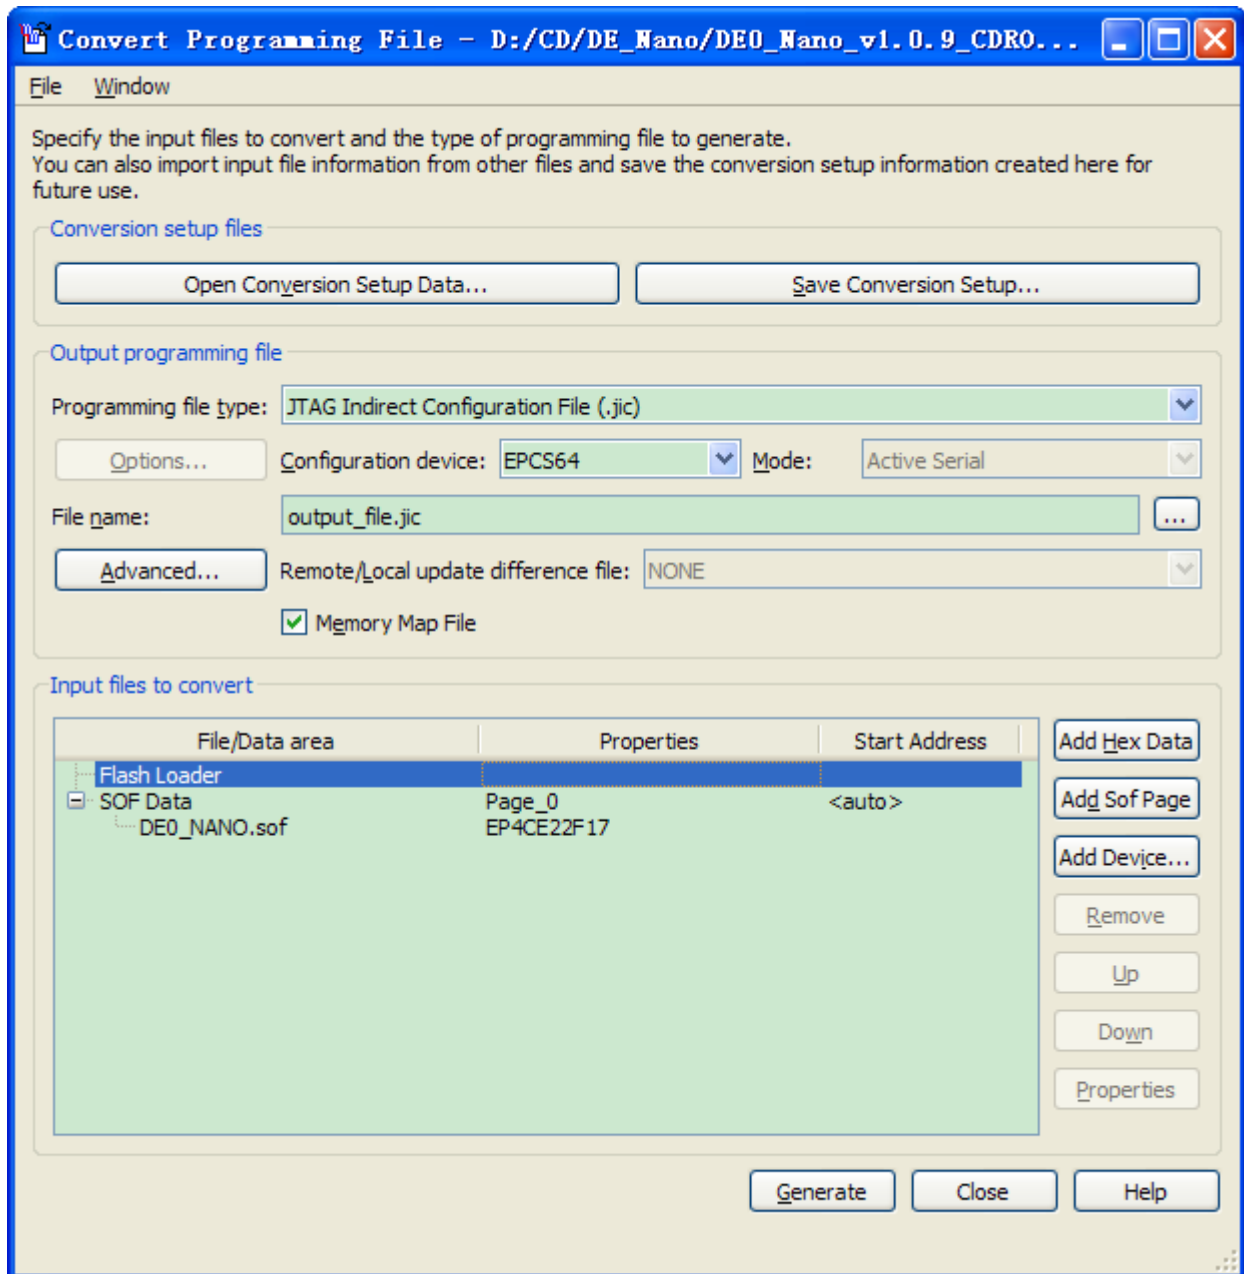 Convert Programming File - D:/CD/DE_Nano/DE0_Nano_v1.0.9_CDRO...
File Window
Specify the input files to convert and the type of programming file to generate.
You can also import input file information from other files and save the conversion setup information created here for
future use.
Conversion setup files
Open Conversion Setup Data... Save Conversion Setup...
Output programming file
Programming file type: JTAG Indirect Configuration File (.jic)
Options... Configuration device: EPCS64 Mode: Active Serial
File name: output_file.jic ...
Advanced... Remote/Local update difference file: NONE
Memory Map File
Input files to convert
File/Data area Properties Start Address Add Hex Data
Flash Loader
SOF Data Page_0 <auto> Add Sof Page
DE0_NANO.sof EP4CE22F17
Add Device...
Remove
Up
Down
Properties
Generate Close Help